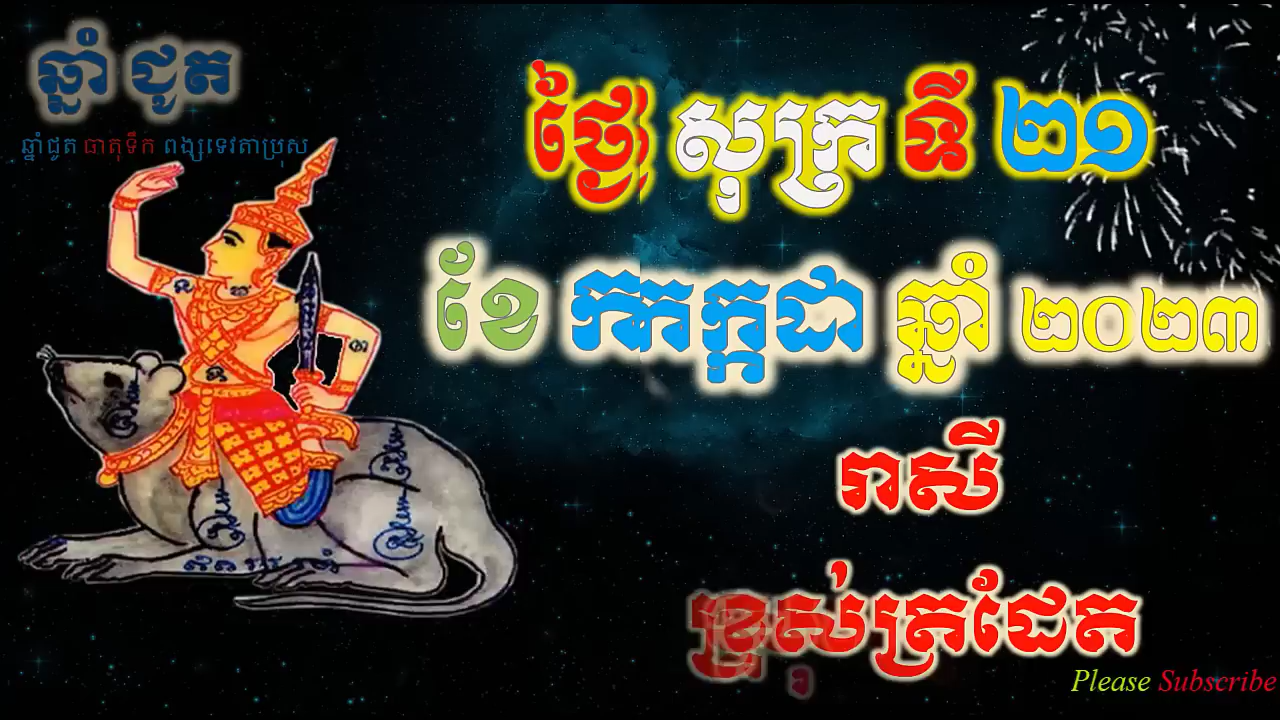 ឆ្នាំ ជូត
ឆ្នាំជូត ធាតុទឹក ពង្សទេវតាប្រុស
ថ្ងៃ សុក្រ ទី ២១
ខែ កក្កដា ឆ្នាំ ២០២៣
រាសី
ខ្ពស់ត្រដែត
Please Subscribe